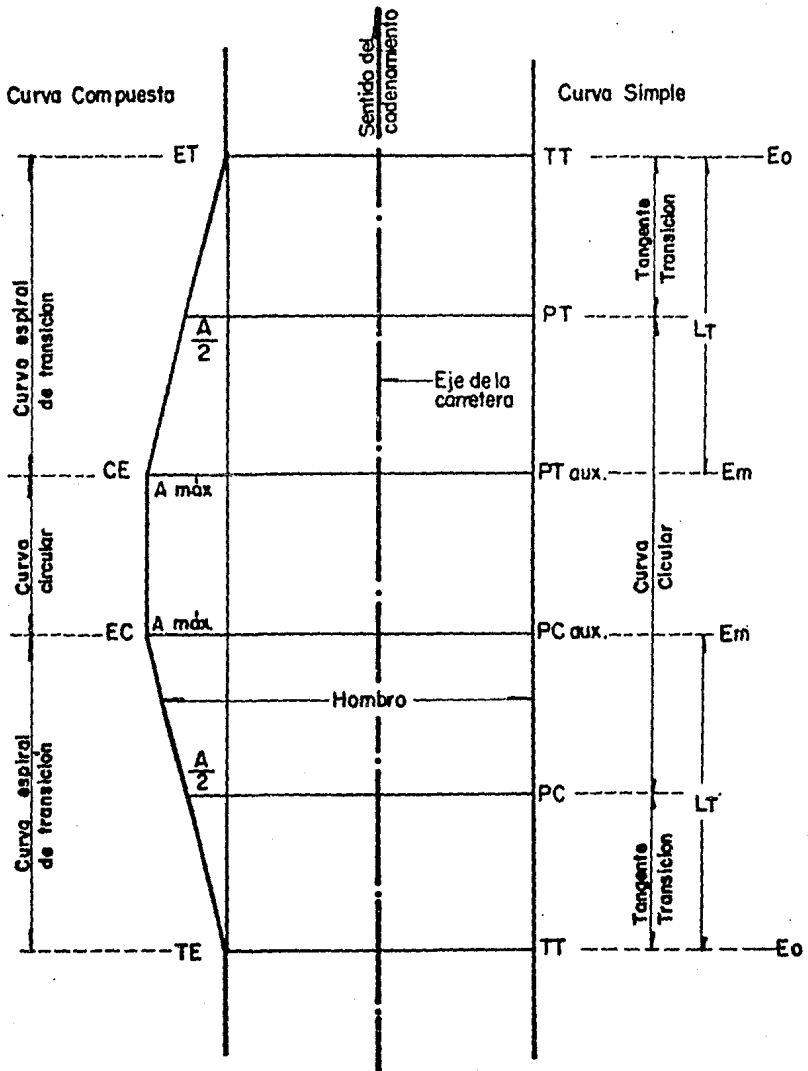 Sentido del
cadenamiento
Curva Compuesta
Curva Simple
ET
TT
Eo
Tangente
Transicion
Curva espiral
de transicion
A
2
PT
LT
Eje de la
carretera
CE
A máx
PT aux.
Em
Curva
circular
Curva
Cicular
EC
A máx.
PC aux.
Em
Hombro
Curva espiral
de transición
A
2
PC
LT
Tangente
Transicion
TE
TT
Eo